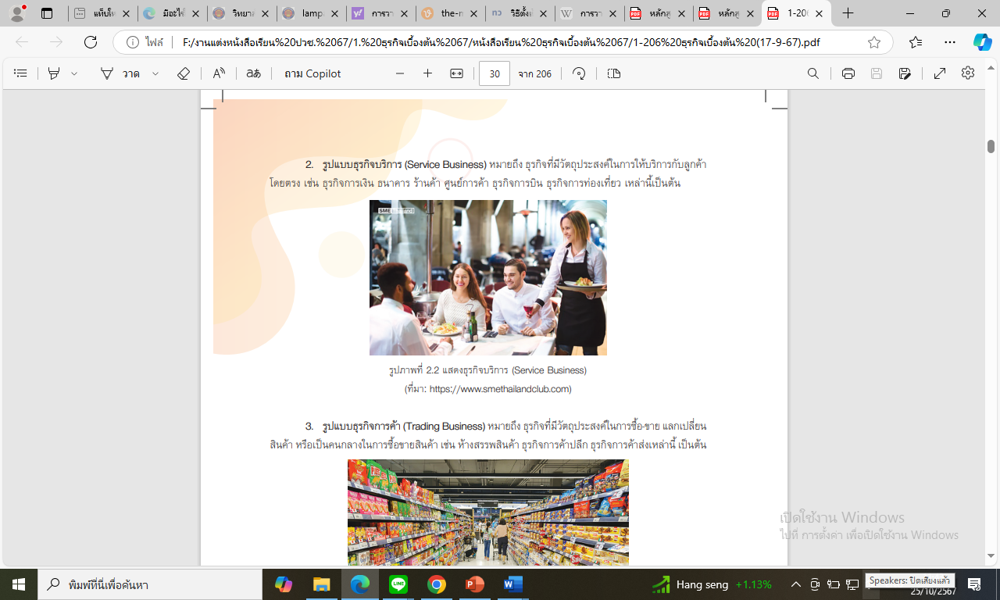 แท็บให
มีอะไร
วิทยา
lamp
การวา
the-n
วิธีตั้งเ
การวา
หลักสู
หลักสู
1-20
ไฟล์ F:/งานแต่งหนังสือเรียน%20ปวช.%2067/1.%20ธุรกิจเบื้องต้น%2067/หนังสือเรียน%20ธุรกิจเบื้องต้น%2067/1-206%20ธุรกิจเบื้องต้น%20(17-9-67).pdf
วาด ถาม Copilot 30 จาก 206
2. รูปแบบธุรกิจบริการ (Service Business) หมายถึง ธุรกิจที่มีวัตถุประสงค์ในการให้บริการกับลูกค้า
โดยตรง เช่น ธุรกิจการเงิน ธนาคาร ร้านค้า ศูนย์การค้า ธุรกิจการบิน ธุรกิจการท่องเที่ยว เหล่านี้เป็นต้น
รูปภาพที่ 2.2 แสดงธุรกิจบริการ (Service Business)
(ที่มา: https://www.smethailandclub.com)
3. รูปแบบธุรกิจการค้า (Trading Business) หมายถึง ธุรกิจที่มีวัตถุประสงค์ในการซื้อ-ขาย แลกเปลี่ยน
สินค้า หรือเป็นคนกลางในการซื้อขายสินค้า เช่น ห้างสรรพสินค้า ธุรกิจการค้าปลีก ธุรกิจการค้าส่งเหล่านี้ เป็นต้น
เปิดใช้งาน Windows
ไปที่ การตั้งค่า เพื่อเปิดใช้งาน Windows
พิมพ์ที่นี่เพื่อค้นหา
Hang seng +1.13%
Speakers: ปิดเสียงแล้ว
25/10/2567